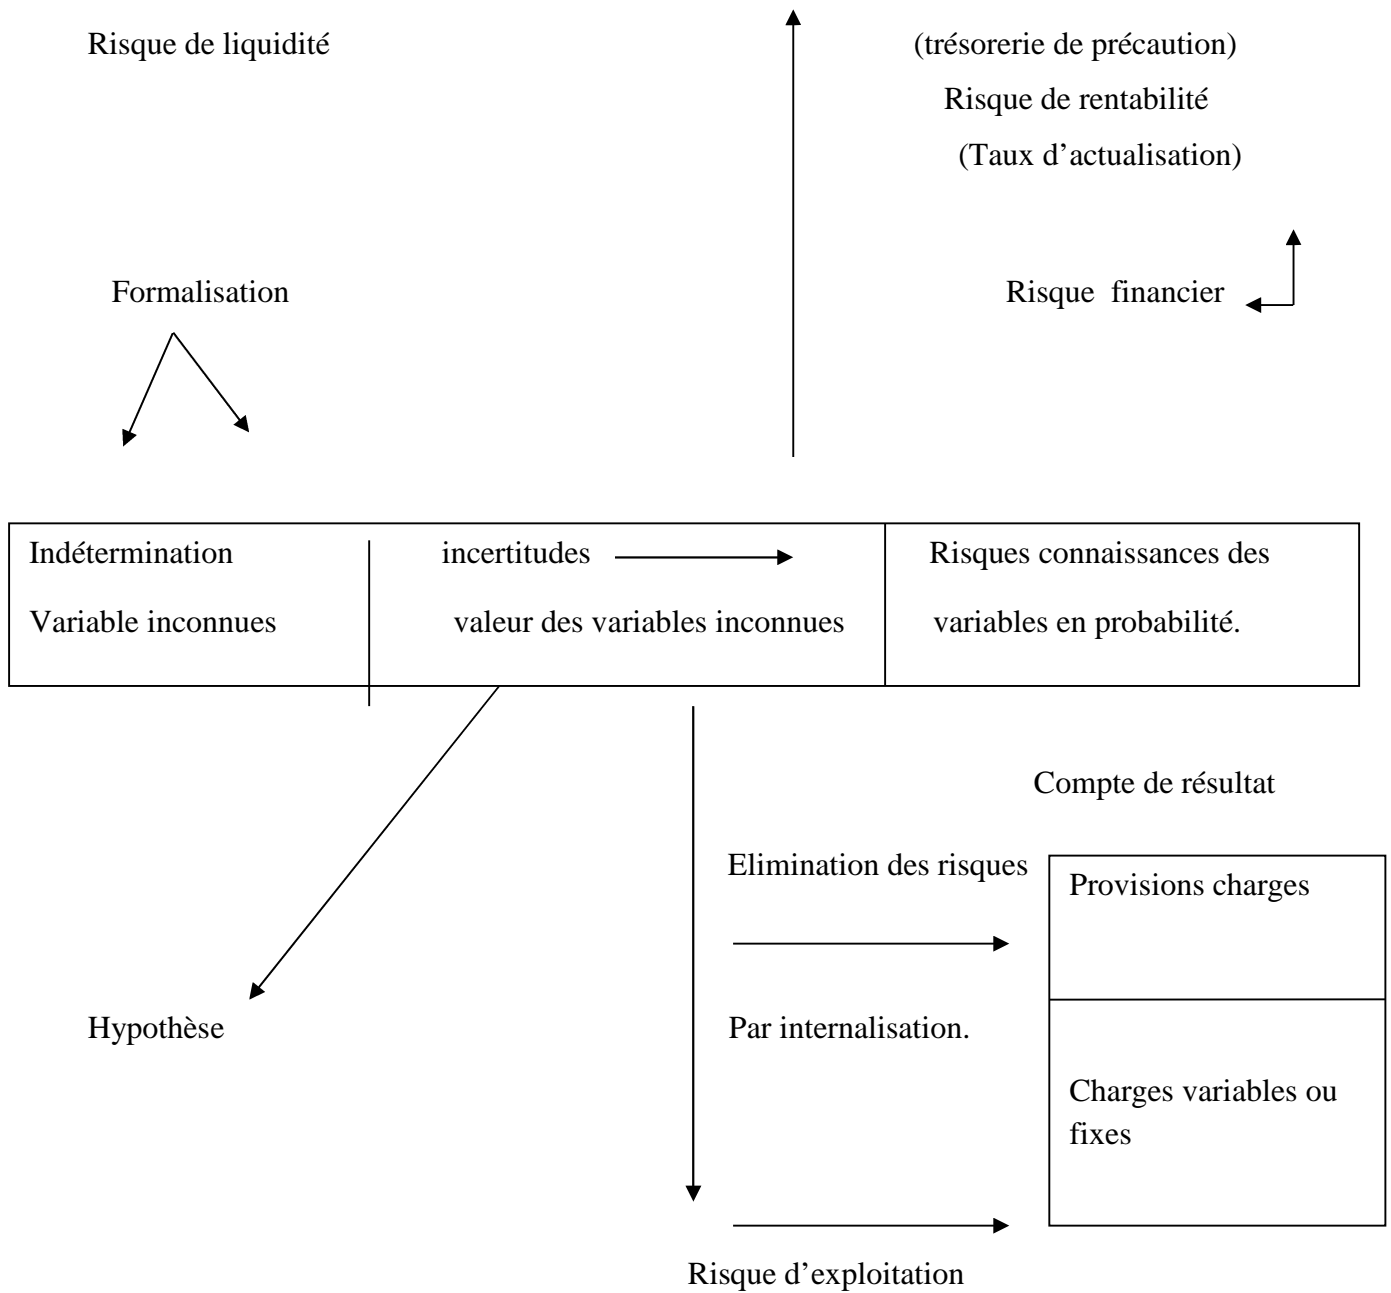 Risque de liquidité
(trésorerie de précaution)
Risque de rentabilité
(Taux d’actualisation)
Formalisation
Risque financier
Indétermination
incertitudes
Risques connaissances des
Variable inconnues
valeur des variables inconnues
variables en probabilité.
Compte de résultat
Elimination des risques
Provisions charges
Hypothèse
Par internalisation.
Charges variables ou
fixes
Risque d’exploitation